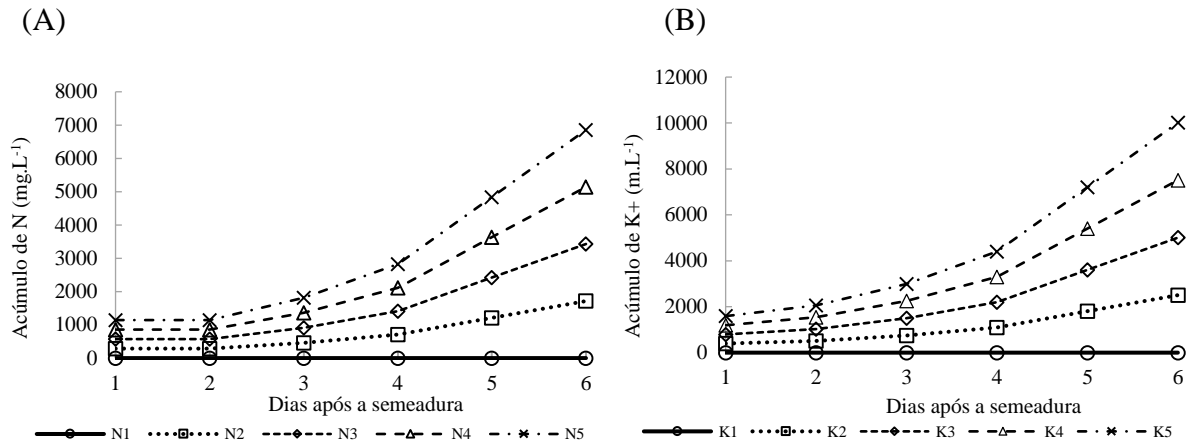 (A)
8000
7000
6000
5000
4000
3000
2000
1000
0
Acúmulo de N (mg.L⁻¹)
1 2 3 4 5 6
Dias após a semeadura
N1 N2 N3 N4 N5
(B)
12000
10000
8000
6000
4000
2000
0
Acúmulo de K+ (m.L⁻¹)
1 2 3 4 5 6
Dias após a semeadura
K1 K2 K3 K4 K5